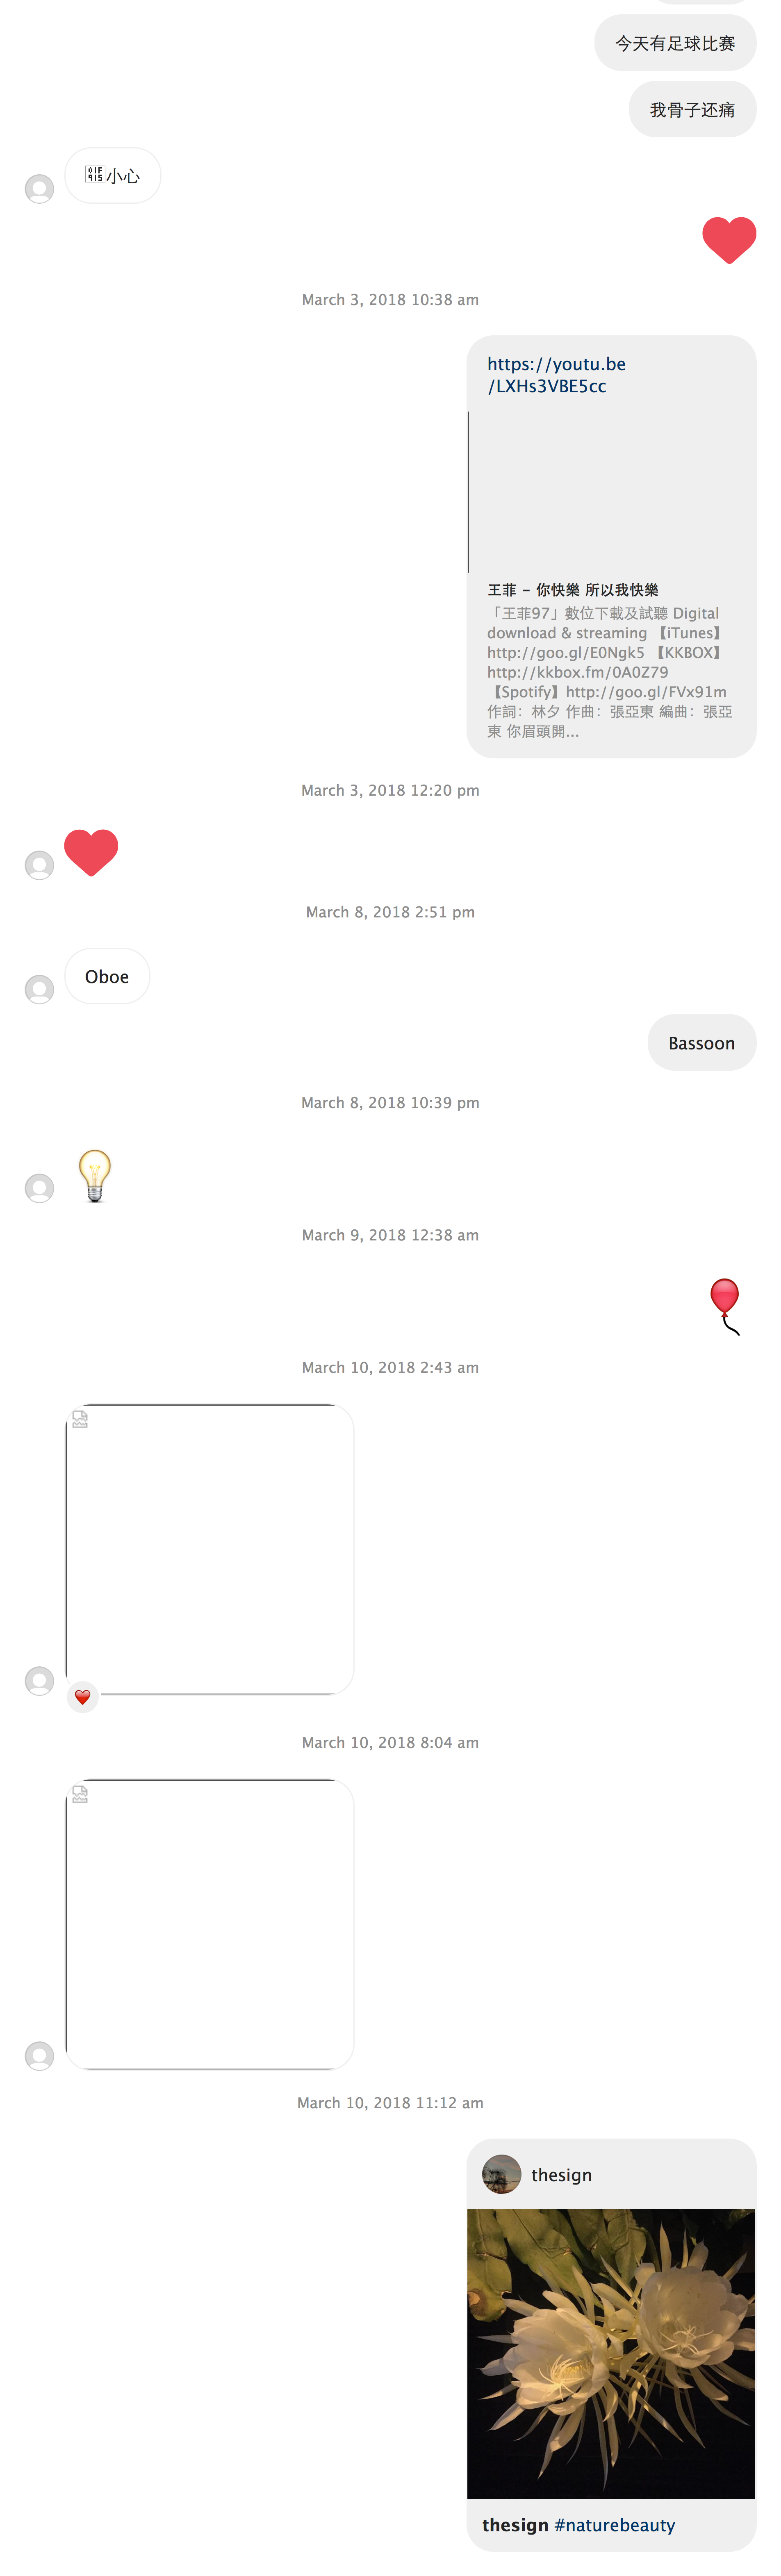 今天有足球比赛
我骨子还痛
小心
March 3, 2018 10:38 am
https://youtu.be
/LXHs3VBE5cc
王菲 - 你快樂 所以我快樂
「王菲97」數位下載及試聽 Digital
download & streaming 【iTunes】
http://goo.gl/E0Ngk5 【KKBOX】
http://kkbox.fm/0A0Z79
【Spotify】http://goo.gl/FVx91m
作詞：林夕 作曲：張亞東 編曲：張亞
東 你眉頭開...
March 3, 2018 12:20 pm
March 8, 2018 2:51 pm
Oboe
Bassoon
March 8, 2018 10:39 pm
March 9, 2018 12:38 am
March 10, 2018 2:43 am
March 10, 2018 8:04 am
March 10, 2018 11:12 am
thesign
thesign #naturebeauty